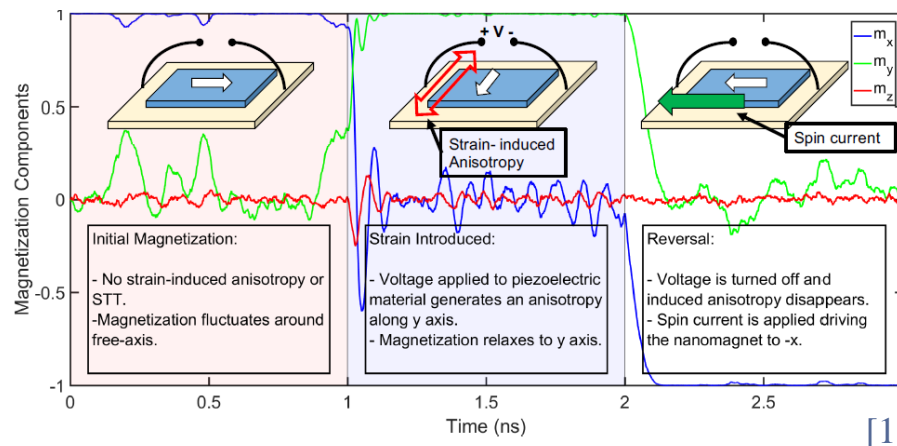 + V -
m_x
m_y
m_z
1
0.5
0
-0.5
-1
Magnetization Components
Strain- induced
Anisotropy
Spin current
Initial Magnetization:
- No strain-induced anisotropy or
STT.
-Magnetization fluctuates around
free-axis.
Strain Introduced:
- Voltage applied to piezoelectric
material generates an anisotropy
along y axis.
- Magnetization relaxes to y axis.
Reversal:
- Voltage is turned off and
induced anisotropy disappears.
- Spin current is applied driving
the nanomagnet to -x.
0 0.5 1 1.5 2 2.5
Time (ns)
[1